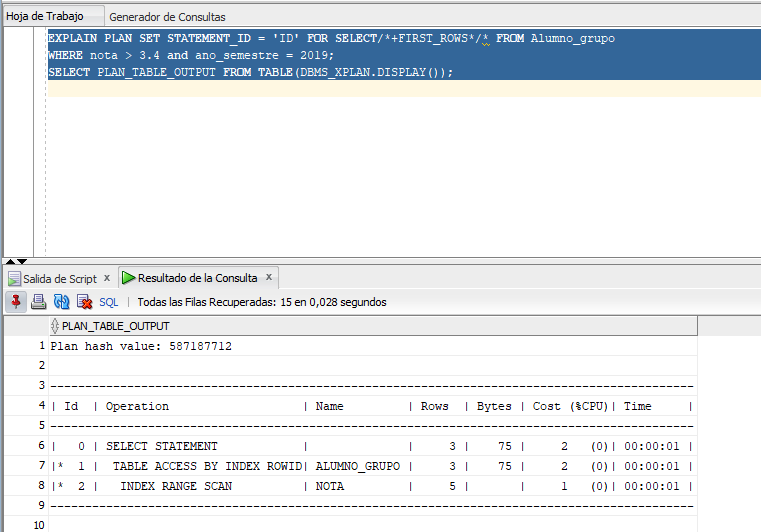 Hoja de Trabajo Generador de Consultas
EXPLAIN PLAN SET STATEMENT_ID = 'ID' FOR SELECT/*+FIRST_ROWS*/* FROM Alumno_grupo
WHERE nota > 3.4 and ano_semestre = 2019;
SELECT PLAN_TABLE_OUTPUT FROM TABLE(DBMS_XPLAN.DISPLAY());
Salida de Script x Resultado de la Consulta x
SQL | Todas las Filas Recuperadas: 15 en 0,028 segundos
PLAN_TABLE_OUTPUT
1 Plan hash value: 587187712
2
3 --------------------------------------------------------------------------------------------
4 | Id  | Operation                   | Name         | Rows  | Bytes | Cost (%CPU)| Time     |
5 --------------------------------------------------------------------------------------------
6 |   0 | SELECT STATEMENT            |              |     3 |    75 |     2   (0)| 00:00:01 |
7 |*  1 |  TABLE ACCESS BY INDEX ROWID| ALUMNO_GRUPO |     3 |    75 |     2   (0)| 00:00:01 |
8 |*  2 |   INDEX RANGE SCAN          | NOTA         |     5 |       |     1   (0)| 00:00:01 |
9 --------------------------------------------------------------------------------------------
10